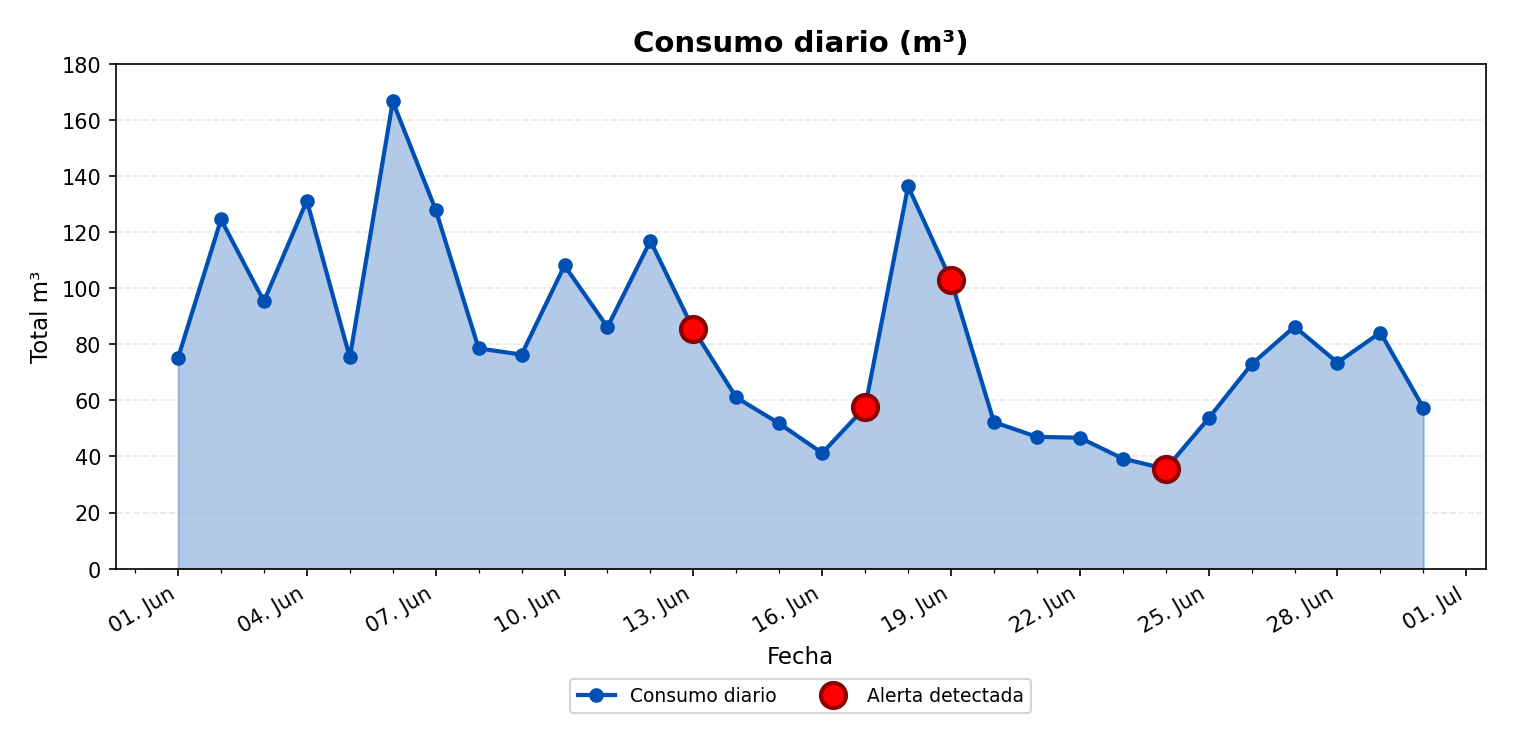 Consumo diario (m³)
180
160
140
120
100
80
60
40
20
0
Total m³
01. Jun
04. Jun
07. Jun
10. Jun
13. Jun
16. Jun
19. Jun
22. Jun
25. Jun
28. Jun
01. Jul
Fecha
Consumo diario
Alerta detectada